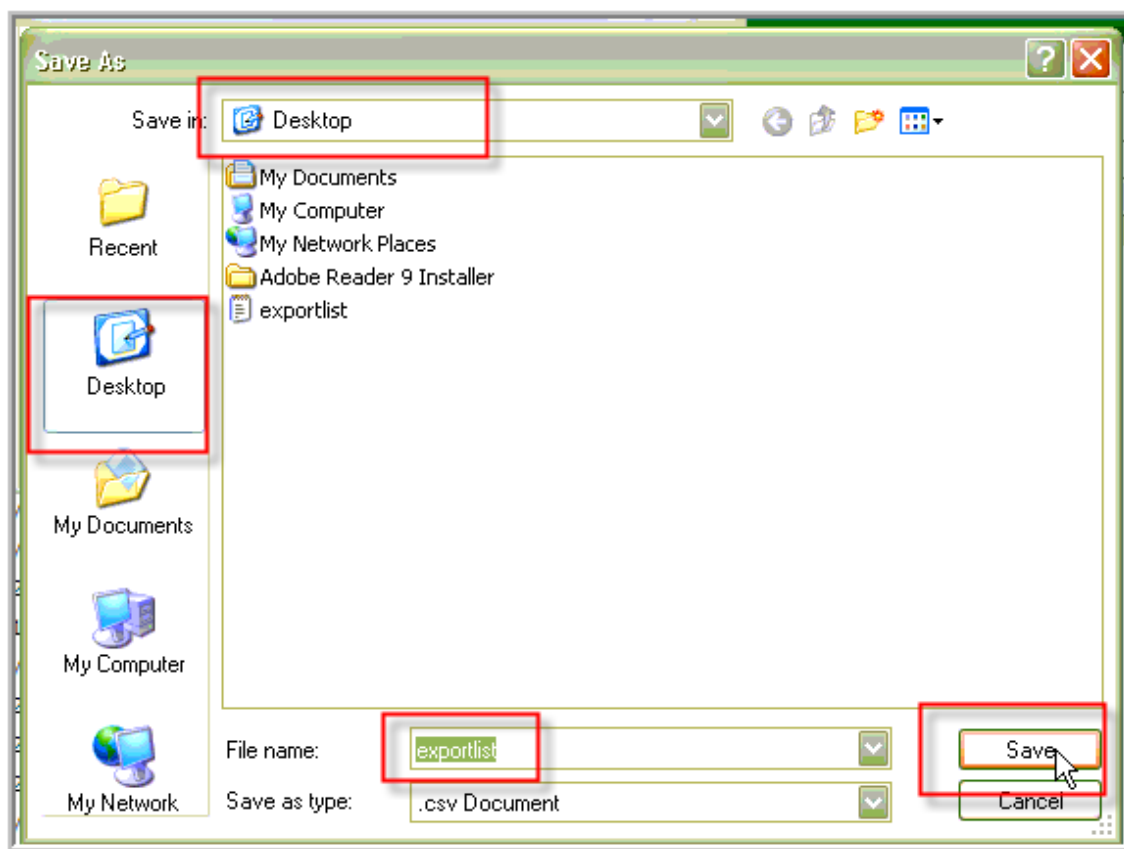 Save As
Save in: Desktop
My Documents
My Computer
My Network Places
Adobe Reader 9 Installer
exportlist
Recent
Desktop
My Documents
My Computer
My Network
File name: exportlist Save
Save as type: .csv Document Cancel